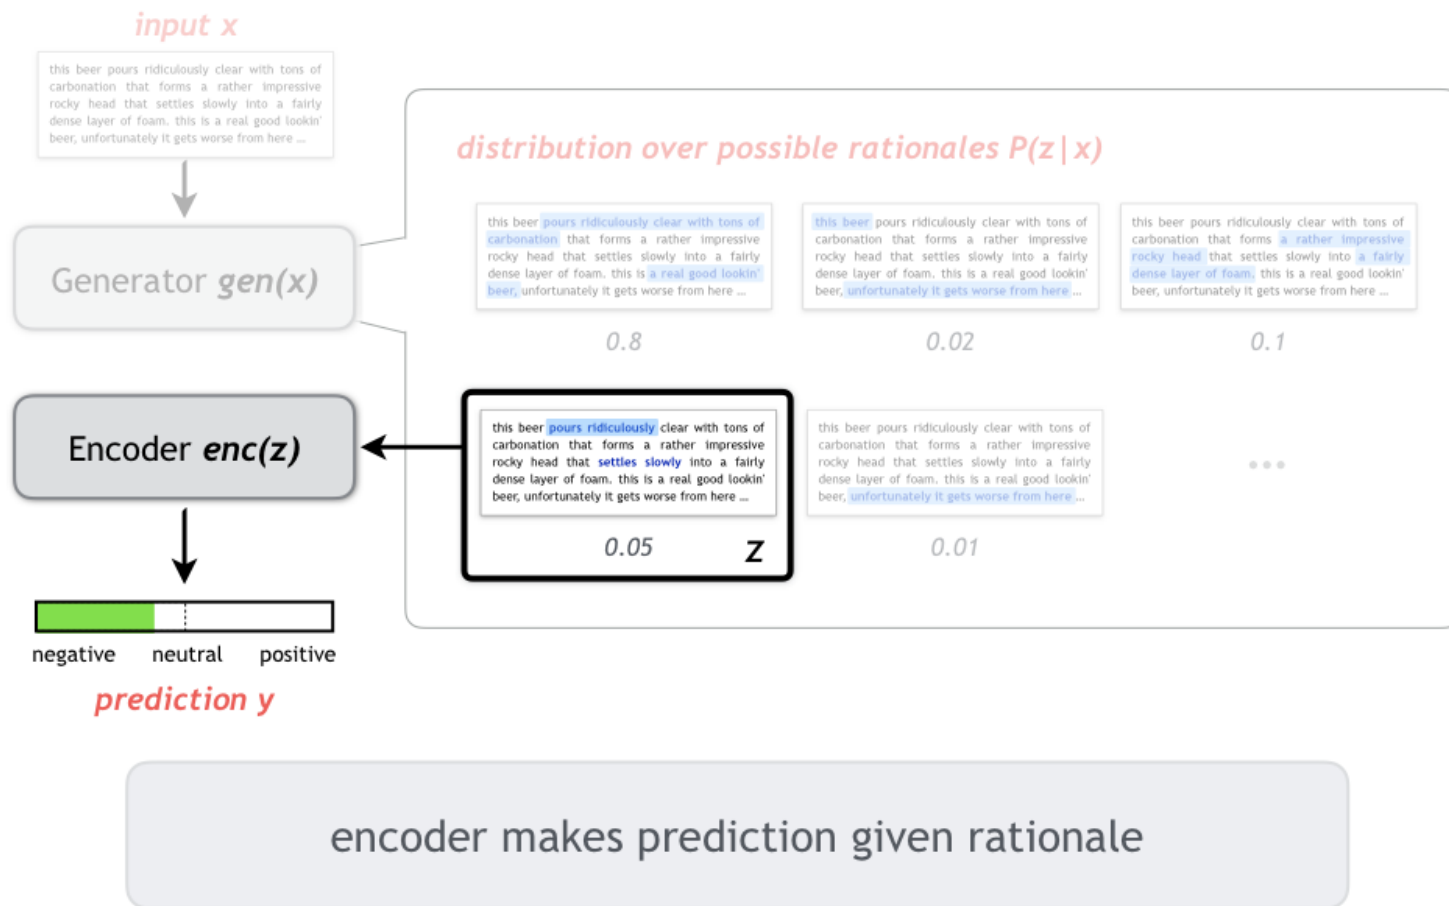 input x
this beer pours ridiculously clear with tons of
carbonation that forms a rather impressive
rocky head that settles slowly into a fairly
dense layer of foam. this is a real good lookin'
beer, unfortunately it gets worse from here ...
Generator gen(x)
distribution over possible rationales P(z|x)
this beer pours ridiculously clear with tons of
carbonation that forms a rather impressive
rocky head that settles slowly into a fairly
dense layer of foam. this is a real good lookin'
beer, unfortunately it gets worse from here ...
0.8
this beer pours ridiculously clear with tons of
carbonation that forms a rather impressive
rocky head that settles slowly into a fairly
dense layer of foam. this is a real good lookin'
beer, unfortunately it gets worse from here ...
0.02
this beer pours ridiculously clear with tons of
carbonation that forms a rather impressive
rocky head that settles slowly into a fairly
dense layer of foam. this is a real good lookin'
beer, unfortunately it gets worse from here ...
0.1
Encoder enc(z)
this beer pours ridiculously clear with tons of
carbonation that forms a rather impressive
rocky head that settles slowly into a fairly
dense layer of foam. this is a real good lookin'
beer, unfortunately it gets worse from here ...
0.05 z
this beer pours ridiculously clear with tons of
carbonation that forms a rather impressive
rocky head that settles slowly into a fairly
dense layer of foam. this is a real good lookin'
beer, unfortunately it gets worse from here ...
0.01
...
negative neutral positive
prediction y
encoder makes prediction given rationale